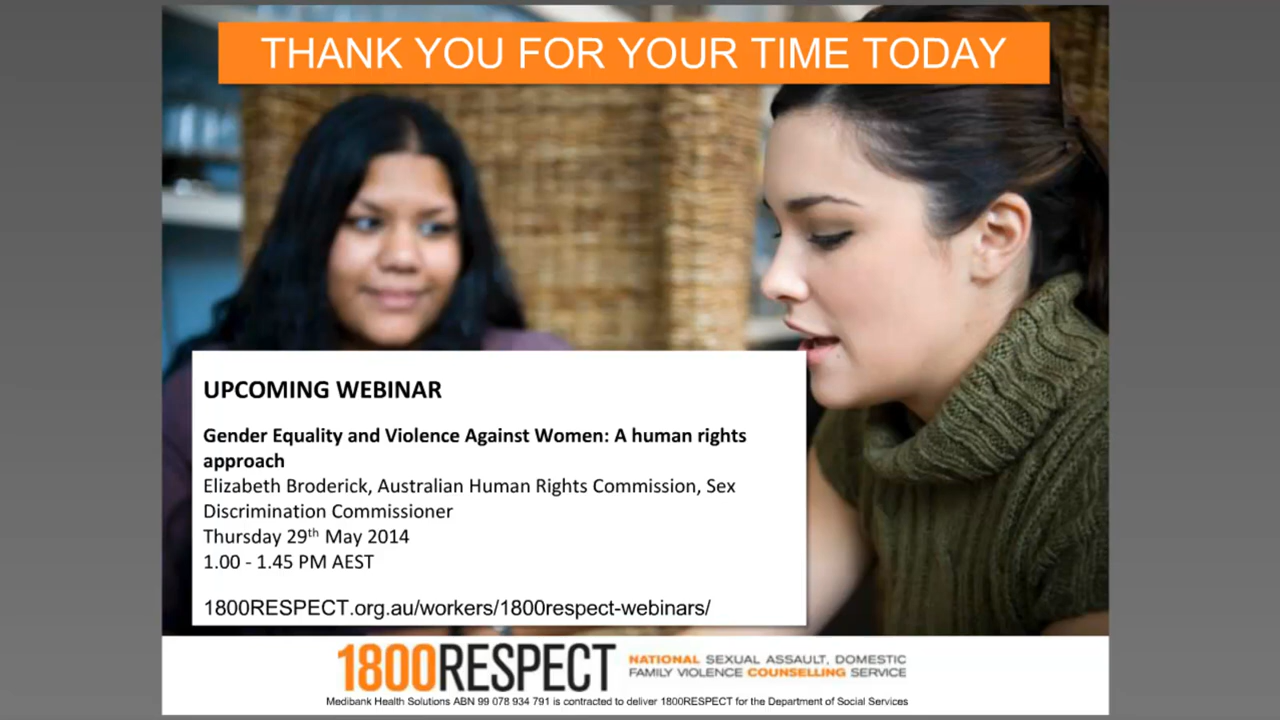 THANK YOU FOR YOUR TIME TODAY
UPCOMING WEBINAR
Gender Equality and Violence Against Women: A human rights
approach
Elizabeth Broderick, Australian Human Rights Commission, Sex
Discrimination Commissioner
Thursday 29th May 2014
1.00 - 1.45 PM AEST
1800RESPECT.org.au/workers/1800respect-webinars/
1800RESPECT
NATIONAL SEXUAL ASSAULT, DOMESTIC
FAMILY VIOLENCE COUNSELLING SERVICE
Medibank Health Solutions ABN 99 078 934 791 is contracted to deliver 1800RESPECT for the Department of Social Services